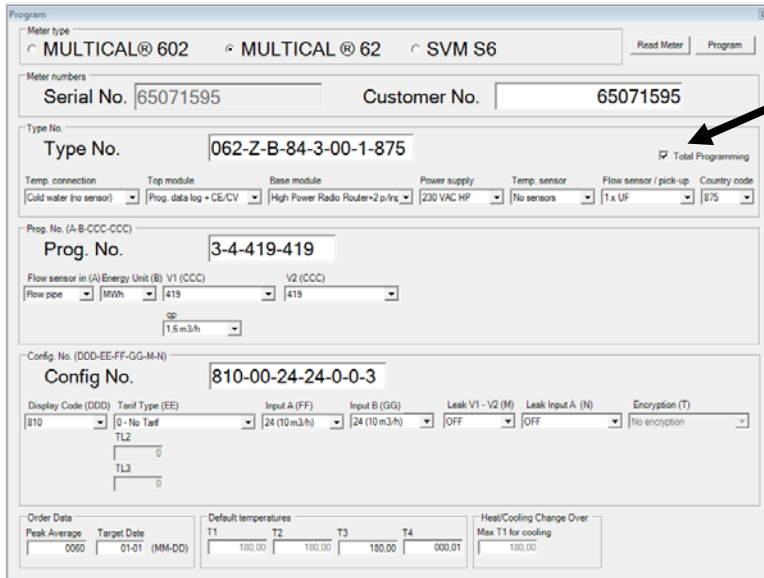 Program
Meter type
MULTICAL® 602 MULTICAL ® 62 SVM S6 Read Meter Program
Meter numbers
Serial No. 65071595 Customer No. 65071595
Type No.
Type No. 062-Z-B-84-3-00-1-875 Total Programming
Temp. connection Top module Base module Power supply Temp. sensor Flow sensor / pick-up Country code
Cold water (no sensor) Prog. data log + CE/CV High Power Radio Router+2 p/inp 230 VAC HP No sensors 1 x UF 875
Prog. No. (A-B-CCC-CCC)
Prog. No. 3-4-419-419
Flow sensor in (A) Energy Unit (B) V1 (CCC) V2 (CCC)
Flow pipe MWh 419 419
qp
1,6 m3/h
Config. No. (DDD-EE-FF-GG-M-N)
Config No. 810-00-24-24-0-0-3
Display Code (DDD) Tarif Type (EE) Input A (FF) Input B (GG) Leak V1 - V2 (M) Leak Input A (N) Encryption (T)
810 0 - No Tarif 24 (10 m3/h) 24 (10 m3/h) OFF OFF No encryption
TL2
0
TL3
0
Order Data Default temperatures Heat/Cooling Change Over
Peak Average Target Date T1 T2 T3 T4 Max T1 for cooling
0060 01-01 (MM-DD) 180,00 180,00 180,00 000,01 180,00